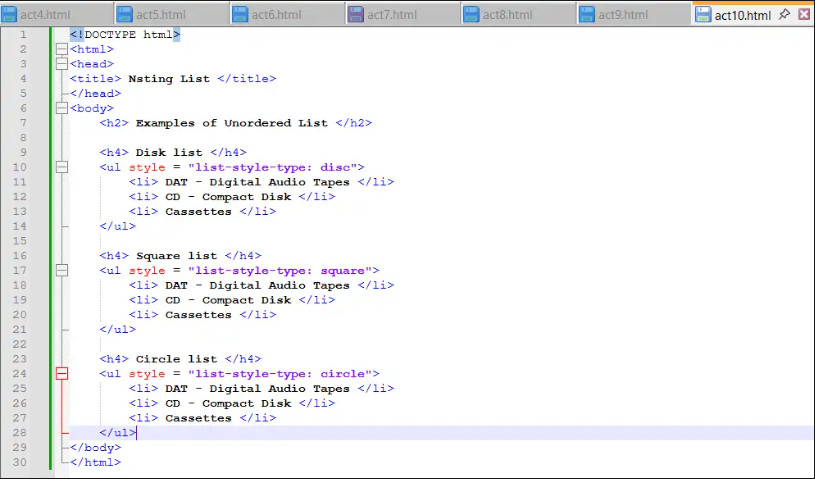 act4.html act5.html act6.html act7.html act8.html act9.html act10.html
1 <!DOCTYPE html>
2 <html>
3 <head>
4 <title> Nsting List </title>
5 </head>
6 <body>
7 <h2> Examples of Unordered List </h2>
8
9 <h4> Disk list </h4>
10 <ul style = "list-style-type: disc">
11 <li> DAT - Digital Audio Tapes </li>
12 <li> CD - Compact Disk </li>
13 <li> Cassettes </li>
14 </ul>
15
16 <h4> Square list </h4>
17 <ul style = "list-style-type: square">
18 <li> DAT - Digital Audio Tapes </li>
19 <li> CD - Compact Disk </li>
20 <li> Cassettes </li>
21 </ul>
22
23 <h4> Circle list </h4>
24 <ul style = "list-style-type: circle">
25 <li> DAT - Digital Audio Tapes </li>
26 <li> CD - Compact Disk </li>
27 <li> Cassettes </li>
28 </ul>
29 </body>
30 </html>